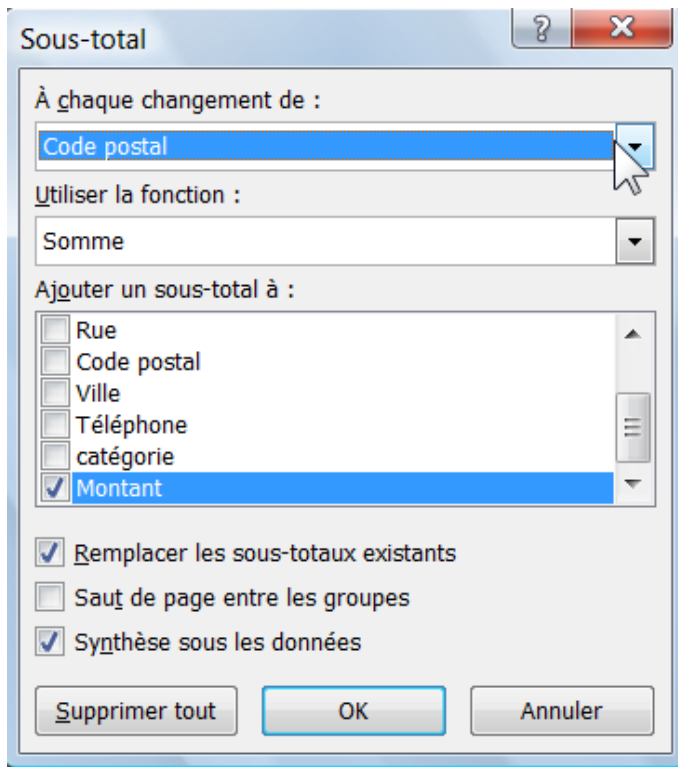 Sous-total
À chaque changement de :
Code postal
Utiliser la fonction :
Somme
Ajouter un sous-total à :
Rue
Code postal
Ville
Téléphone
catégorie
Montant
Remplacer les sous-totaux existants
Saut de page entre les groupes
Synthèse sous les données
Supprimer tout OK Annuler